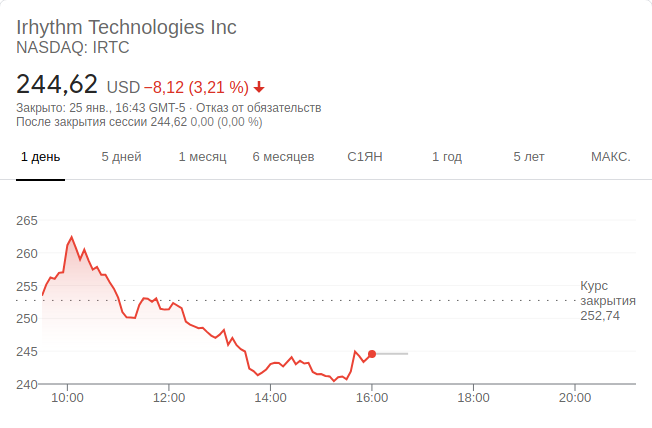 Irhythm Technologies Inc
NASDAQ: IRTC
244,62 USD −8,12 (3,21 %)
Закрыто: 25 янв., 16:43 GMT-5 · Отказ от обязательств
После закрытия сессии 244,62 0,00 (0,00 %)
1 день 5 дней 1 месяц 6 месяцев С1ЯН 1 год 5 лет МАКС.
265
260
255
250
245
240
Курс
закрытия
252,74
10:00 12:00 14:00 16:00 18:00 20:00